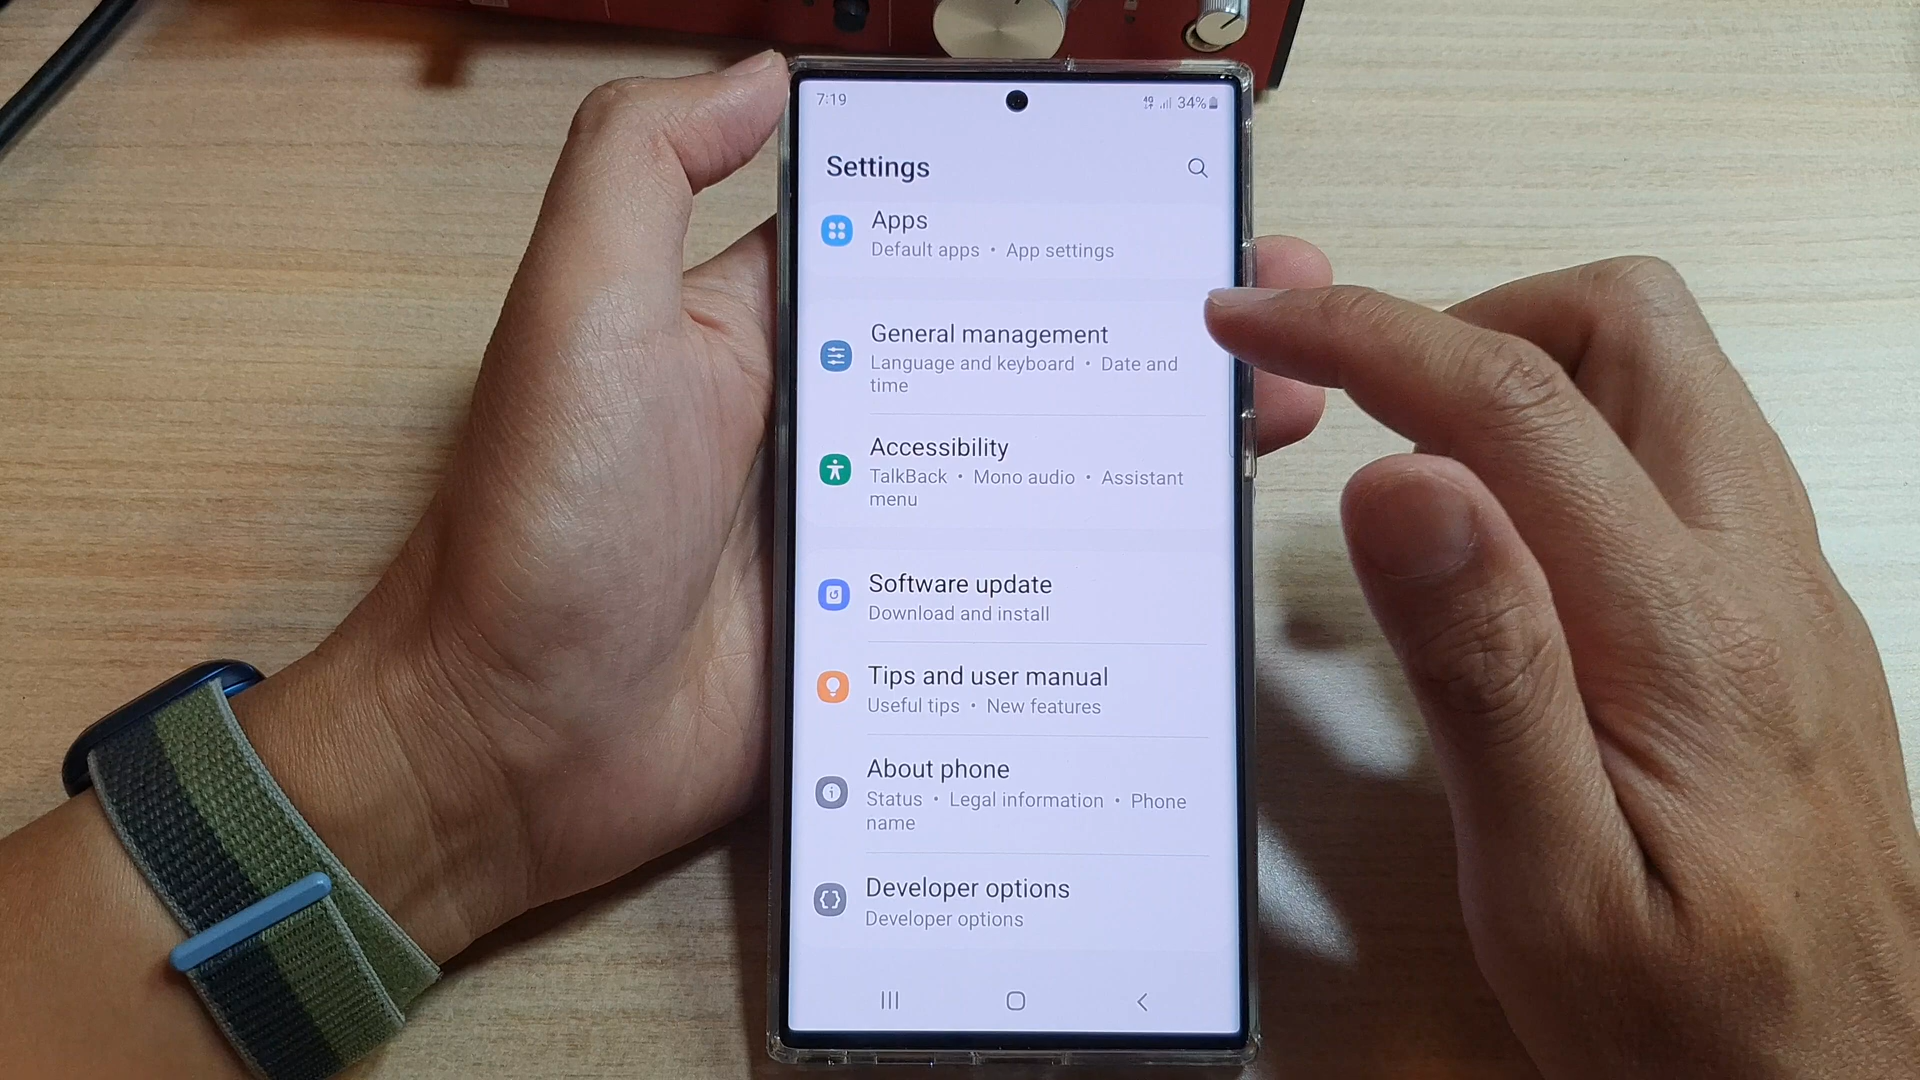 7:19
4G 34%
Settings
Apps
Default apps • App settings
General management
Language and keyboard • Date and
time
Accessibility
TalkBack • Mono audio • Assistant
menu
Software update
Download and install
Tips and user manual
Useful tips • New features
About phone
Status • Legal information • Phone
name
Developer options
Developer options